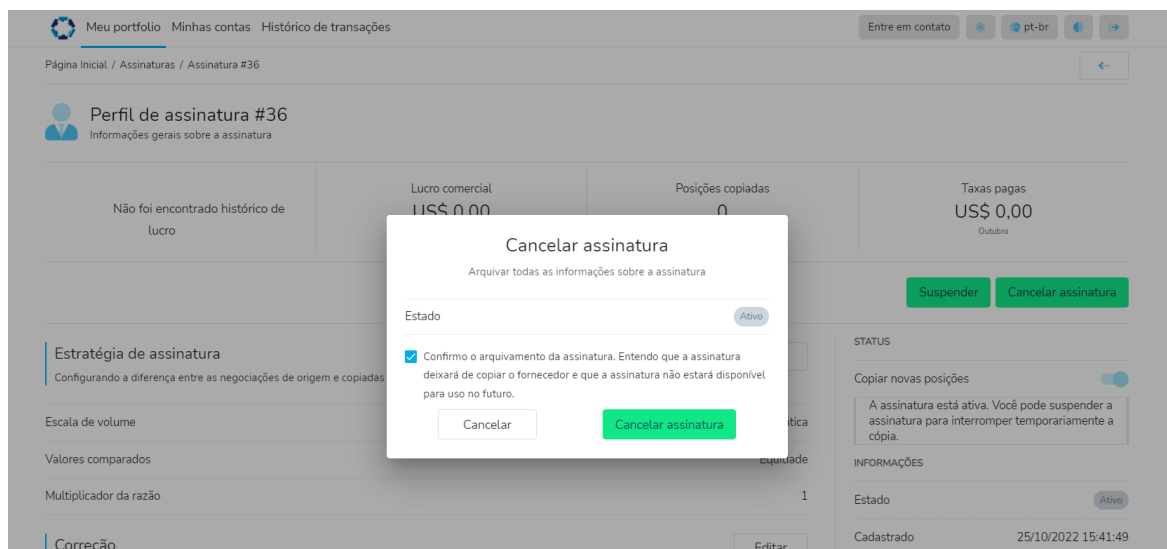 Meu portfolio Minhas contas Histórico de transações
Entre em contato
pt-br
Página Inicial / Assinaturas / Assinatura #36
Perfil de assinatura #36
Informações gerais sobre a assinatura
Não foi encontrado histórico de
lucro
Lucro comercial
US$ 0,00
Posições copiadas
0
Taxas pagas
US$ 0,00
Outubro
Suspender
Cancelar assinatura
Cancelar assinatura
Arquivar todas as informações sobre a assinatura
Estado
Ativo
Confirmo o arquivamento da assinatura. Entendo que a assinatura
deixará de copiar o fornecedor e que a assinatura não estará disponível
para uso no futuro.
Cancelar
Cancelar assinatura
Estratégia de assinatura
Configurando a diferença entre as negociações de origem e copiadas
Escala de volume
ática
Valores comparados
Equidade
Multiplicador da razão
1
Correção
Editar
STATUS
Copiar novas posições
A assinatura está ativa. Você pode suspender a
assinatura para interromper temporariamente a
cópia.
INFORMAÇÕES
Estado
Ativo
Cadastrado
25/10/2022 15:41:49